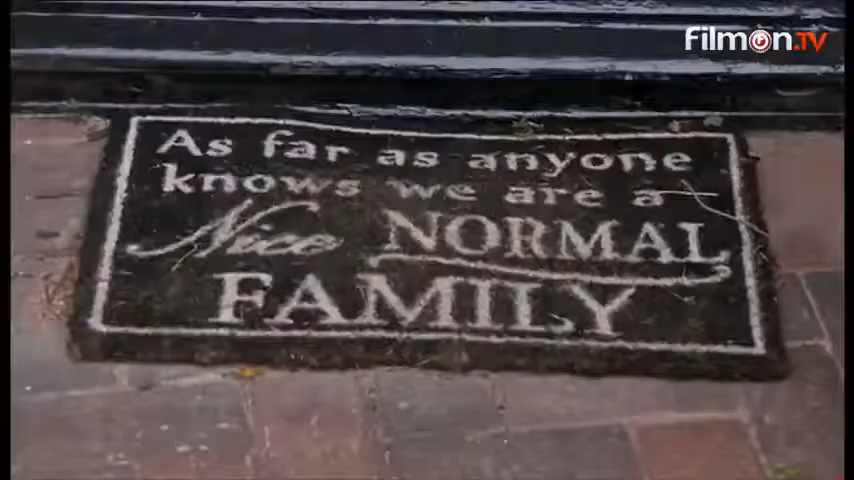 Filmon.TV
As far as anyone
knows we are a
Nice NORMAL
FAMILY